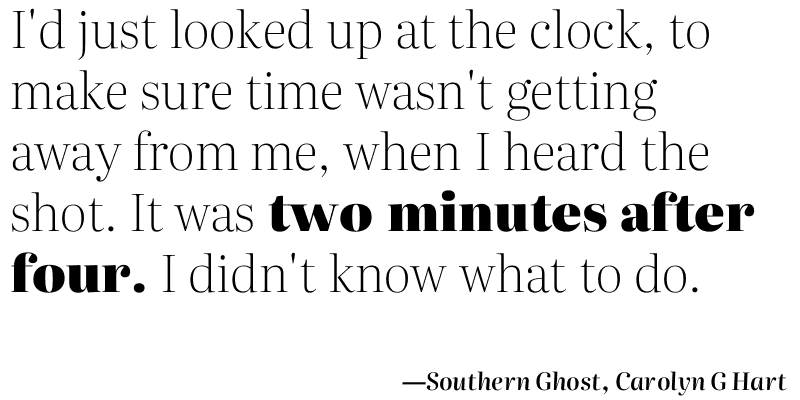 I'd just looked up at the clock, to
make sure time wasn't getting
away from me, when I heard the
shot. It was two minutes after
four. I didn't know what to do.
—Southern Ghost, Carolyn G Hart